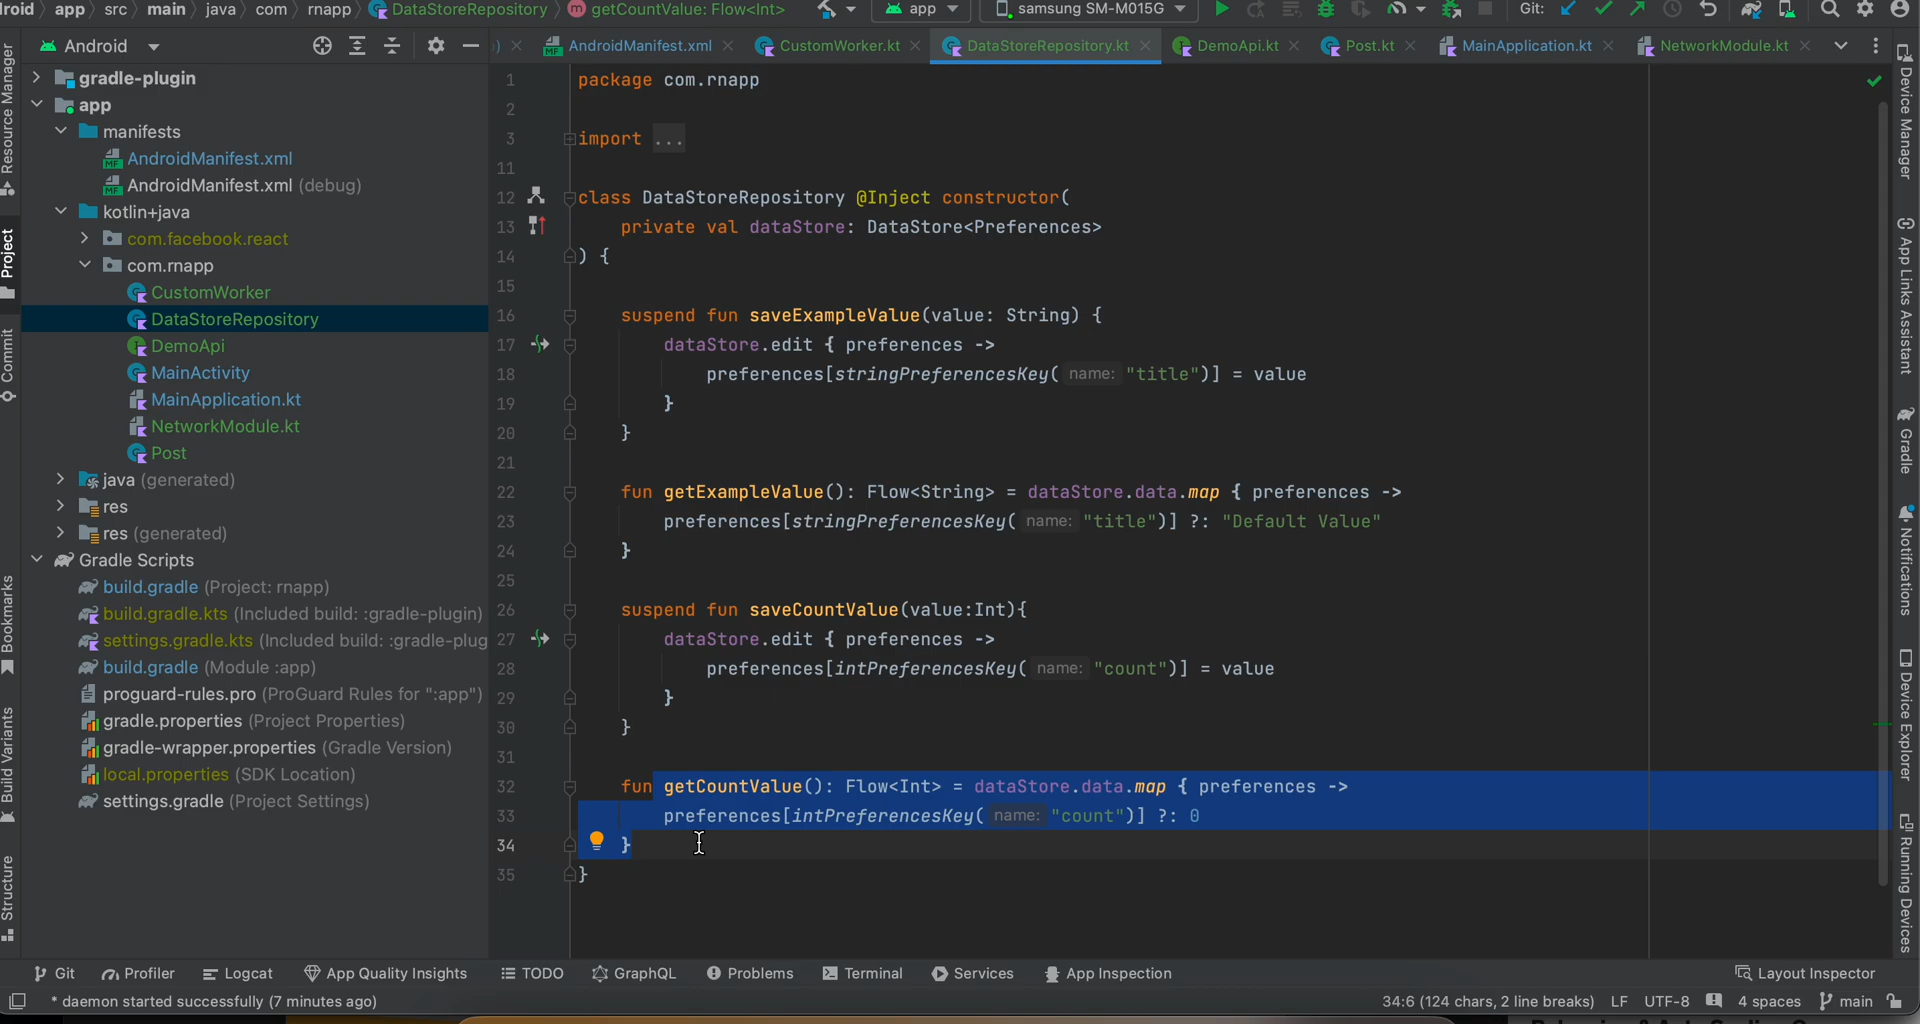 roid app src main java com rnapp DataStoreRepository getCountValue: Flow<Int> app samsung SM-M015G Git:
Android
) AndroidManifest.xml CustomWorker.kt DataStoreRepository.kt DemoApi.kt Post.kt MainApplication.kt NetworkModule.kt
Resource Manager
Project
Commit
Bookmarks
Build Variants
Structure
gradle-plugin
app
manifests
AndroidManifest.xml
AndroidManifest.xml (debug)
kotlin+java
com.facebook.react
com.rnapp
CustomWorker
DataStoreRepository
DemoApi
MainActivity
MainApplication.kt
NetworkModule.kt
Post
java (generated)
res
res (generated)
Gradle Scripts
build.gradle (Project: rnapp)
build.gradle.kts (Included build: :gradle-plugin)
settings.gradle.kts (Included build: :gradle-plug
build.gradle (Module :app)
proguard-rules.pro (ProGuard Rules for ":app")
gradle.properties (Project Properties)
gradle-wrapper.properties (Gradle Version)
local.properties (SDK Location)
settings.gradle (Project Settings)
1 package com.rnapp
2
3 import ...
11
12 class DataStoreRepository @Inject constructor(
13 private val dataStore: DataStore<Preferences>
14 ) {
15
16 suspend fun saveExampleValue(value: String) {
17 dataStore.edit { preferences ->
18 preferences[stringPreferencesKey( name: "title")] = value
19 }
20 }
21
22 fun getExampleValue(): Flow<String> = dataStore.data.map { preferences ->
23 preferences[stringPreferencesKey( name: "title")] ?: "Default Value"
24 }
25
26 suspend fun saveCountValue(value:Int){
27 dataStore.edit { preferences ->
28 preferences[intPreferencesKey( name: "count")] = value
29 }
30 }
31
32 fun getCountValue(): Flow<Int> = dataStore.data.map { preferences ->
33 preferences[intPreferencesKey( name: "count")] ?: 0
34 }
35 }
Device Manager
App Links Assistant
Gradle
Notifications
Device Explorer
Running Devices
Git Profiler Logcat App Quality Insights TODO GraphQL Problems Terminal Services App Inspection Layout Inspector
* daemon started successfully (7 minutes ago) 34:6 (124 chars, 2 line breaks) LF UTF-8 4 spaces main